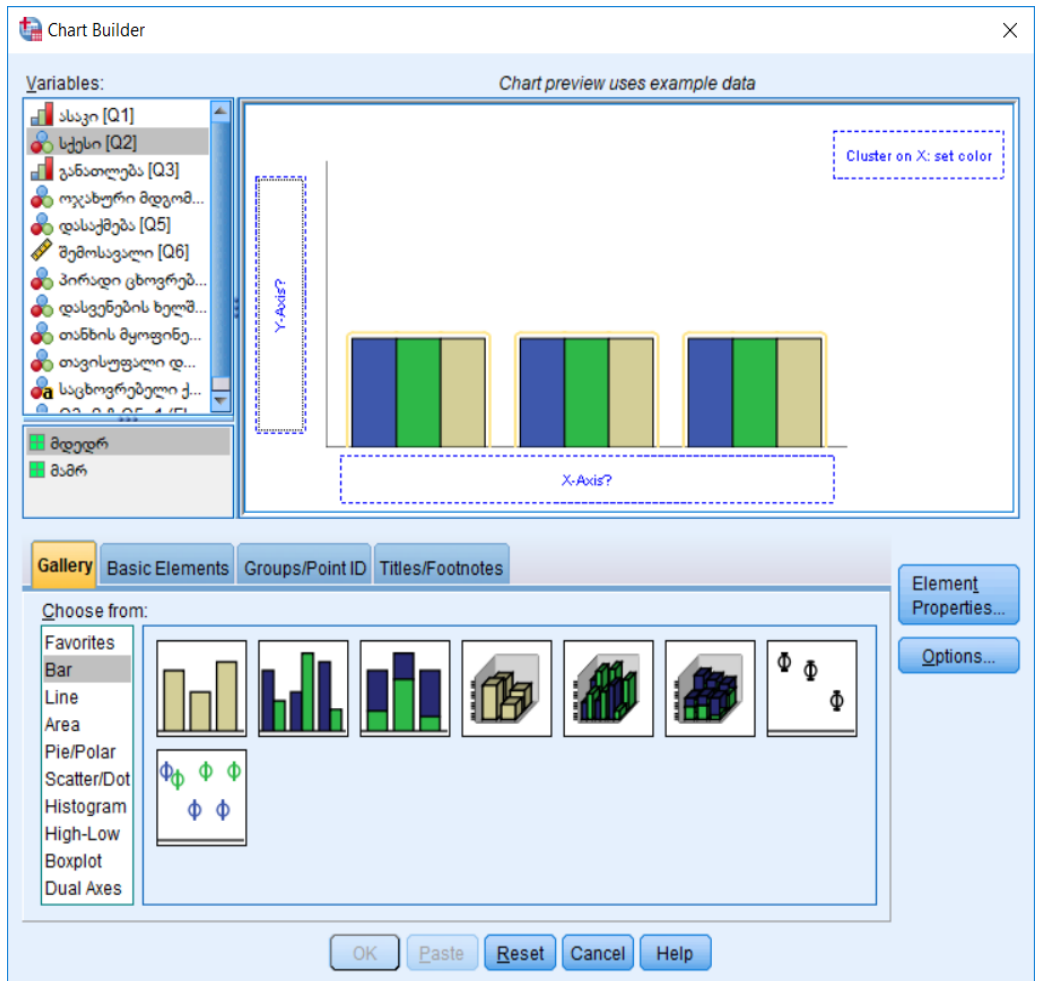 Chart Builder
Variables:
Chart preview uses example data
ასაკი [Q1]
სქესი [Q2]
განათლება [Q3]
ოჯახური მდგომ...
დასაქმება [Q5]
შემოსავალი [Q6]
პირადი ცხოვრებ...
დასვენების ხელშ...
თანხის მყოფინე...
თავისუფალი დ...
საცხოვრებელი ქ...
მდედრ
მამრ
Cluster on X: set color
Y-Axis?
X-Axis?
Gallery
Basic Elements
Groups/Point ID
Titles/Footnotes
Choose from:
Favorites
Bar
Line
Area
Pie/Polar
Scatter/Dot
Histogram
High-Low
Boxplot
Dual Axes
Element
Properties...
Options...
OK
Paste
Reset
Cancel
Help